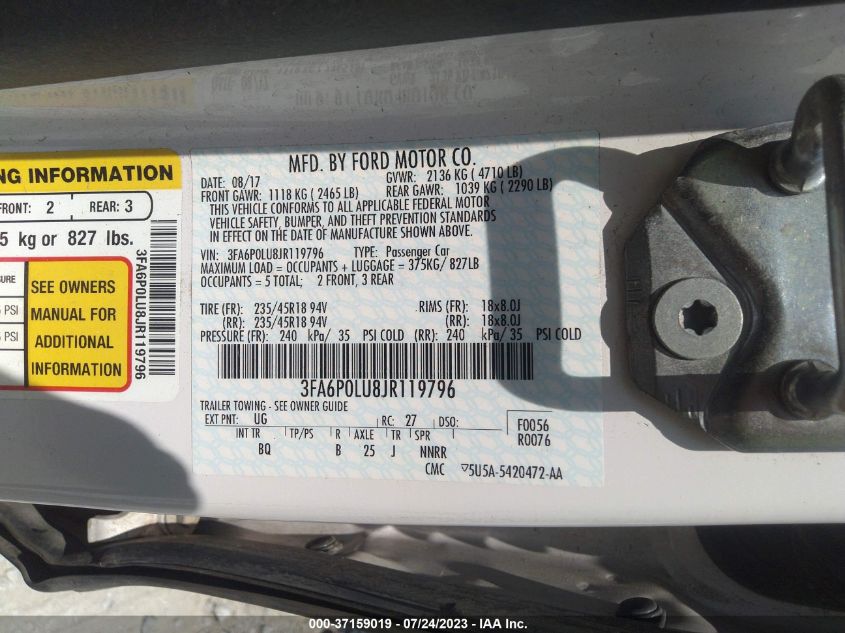 NG INFORMATION
FRONT: 2 REAR: 3
5 kg or 827 lbs.
SURE
PSI
PSI
SEE OWNERS
MANUAL FOR
ADDITIONAL
INFORMATION
3FA6P0LU8JR119796
MFD. BY FORD MOTOR CO.
DATE: 08/17 GVWR: 2136 KG ( 4710 LB)
FRONT GAWR: 1118 KG ( 2465 LB) REAR GAWR: 1039 KG ( 2290 LB)
THIS VEHICLE CONFORMS TO ALL APPLICABLE FEDERAL MOTOR
VEHICLE SAFETY, BUMPER, AND THEFT PREVENTION STANDARDS
IN EFFECT ON THE DATE OF MANUFACTURE SHOWN ABOVE.
VIN: 3FA6P0LU8JR119796 TYPE: Passenger Car
MAXIMUM LOAD = OCCUPANTS + LUGGAGE = 375KG/ 827LB
OCCUPANTS = 5 TOTAL; 2 FRONT, 3 REAR
TIRE (FR): 235/45R18 94V RIMS (FR): 18x8.0J
(RR): 235/45R18 94V (RR): 18x8.0J
PRESSURE (FR): 240 kPa/ 35 PSI COLD (RR): 240 kPa/ 35 PSI COLD
3FA6P0LU8JR119796
TRAILER TOWING - SEE OWNER GUIDE
EXT PNT: UG RC: 27 DSO: F0056
R0076
INT TR TP/PS R AXLE TR SPR
BQ B 25 J NNRR
CMC ▽5U5A-5420472-AA
000-37159019 / 07/24/2023 / ©IAA Inc.